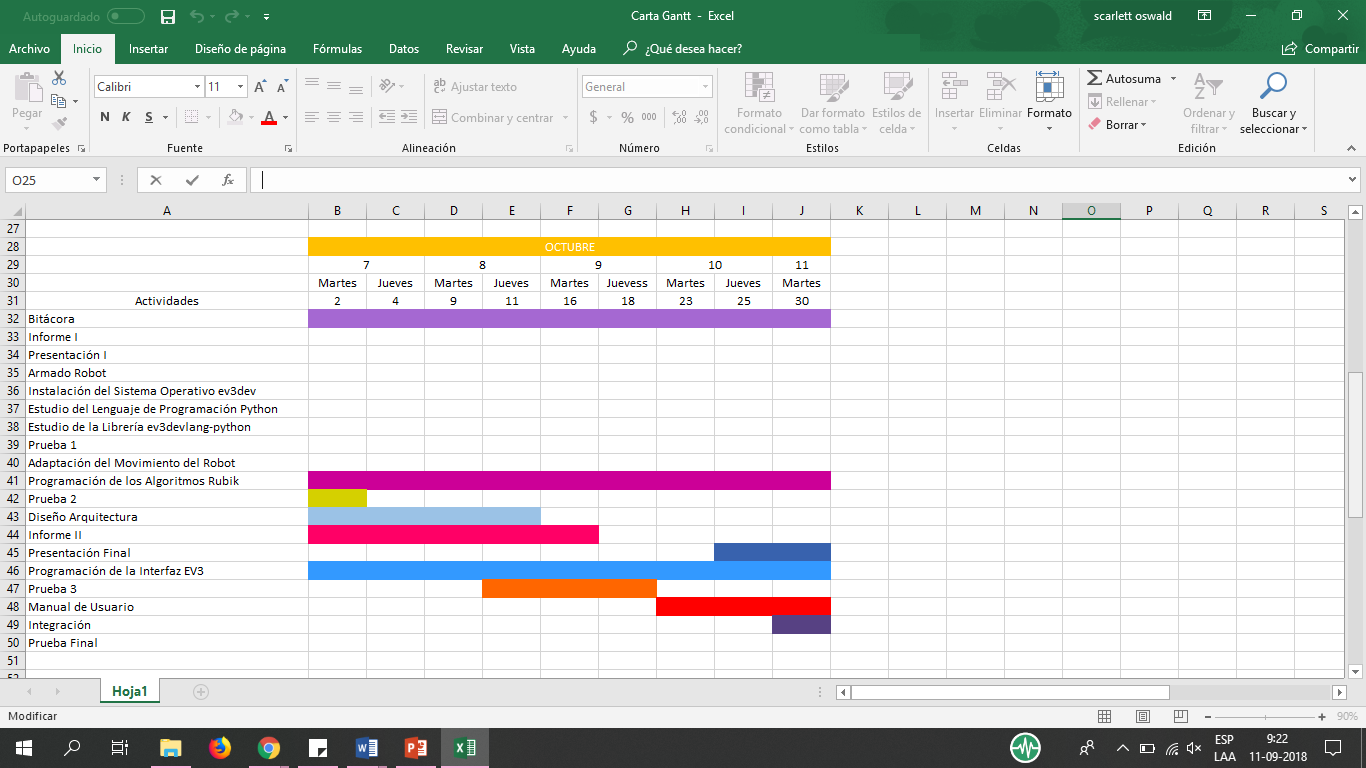 Autoguardado
Carta Gantt - Excel
scarlett oswald
Archivo Inicio Insertar Diseño de página Fórmulas Datos Revisar Vista Ayuda ¿Qué desea hacer? Compartir
Pegar
Calibri 11
N K S
A A A
Ajustar texto
Combinar y centrar
General
$ % 000
Formato condicional
Dar formato como tabla
Estilos de celda
Insertar Eliminar Formato
Autosuma
Rellenar
Borrar
Ordenar y filtrar
Buscar y seleccionar
Portapapeles Fuente Alineación Número Estilos Celdas Edición
O25 fx
A B C D E F G H I J K L M N O P Q R S
27
28 OCTUBRE
29 7 8 9 10 11
30 Martes Jueves Martes Jueves Martes Juevess Martes Jueves Martes
31 Actividades 2 4 9 11 16 18 23 25 30
32 Bitácora
33 Informe I
34 Presentación I
35 Armado Robot
36 Instalación del Sistema Operativo ev3dev
37 Estudio del Lenguaje de Programación Python
38 Estudio de la Librería ev3devlang-python
39 Prueba 1
40 Adaptación del Movimiento del Robot
41 Programación de los Algoritmos Rubik
42 Prueba 2
43 Diseño Arquitectura
44 Informe II
45 Presentación Final
46 Programación de la Interfaz EV3
47 Prueba 3
48 Manual de Usuario
49 Integración
50 Prueba Final
51
52
Hoja1
Modificar
90%
ESP
LAA
9:22
11-09-2018